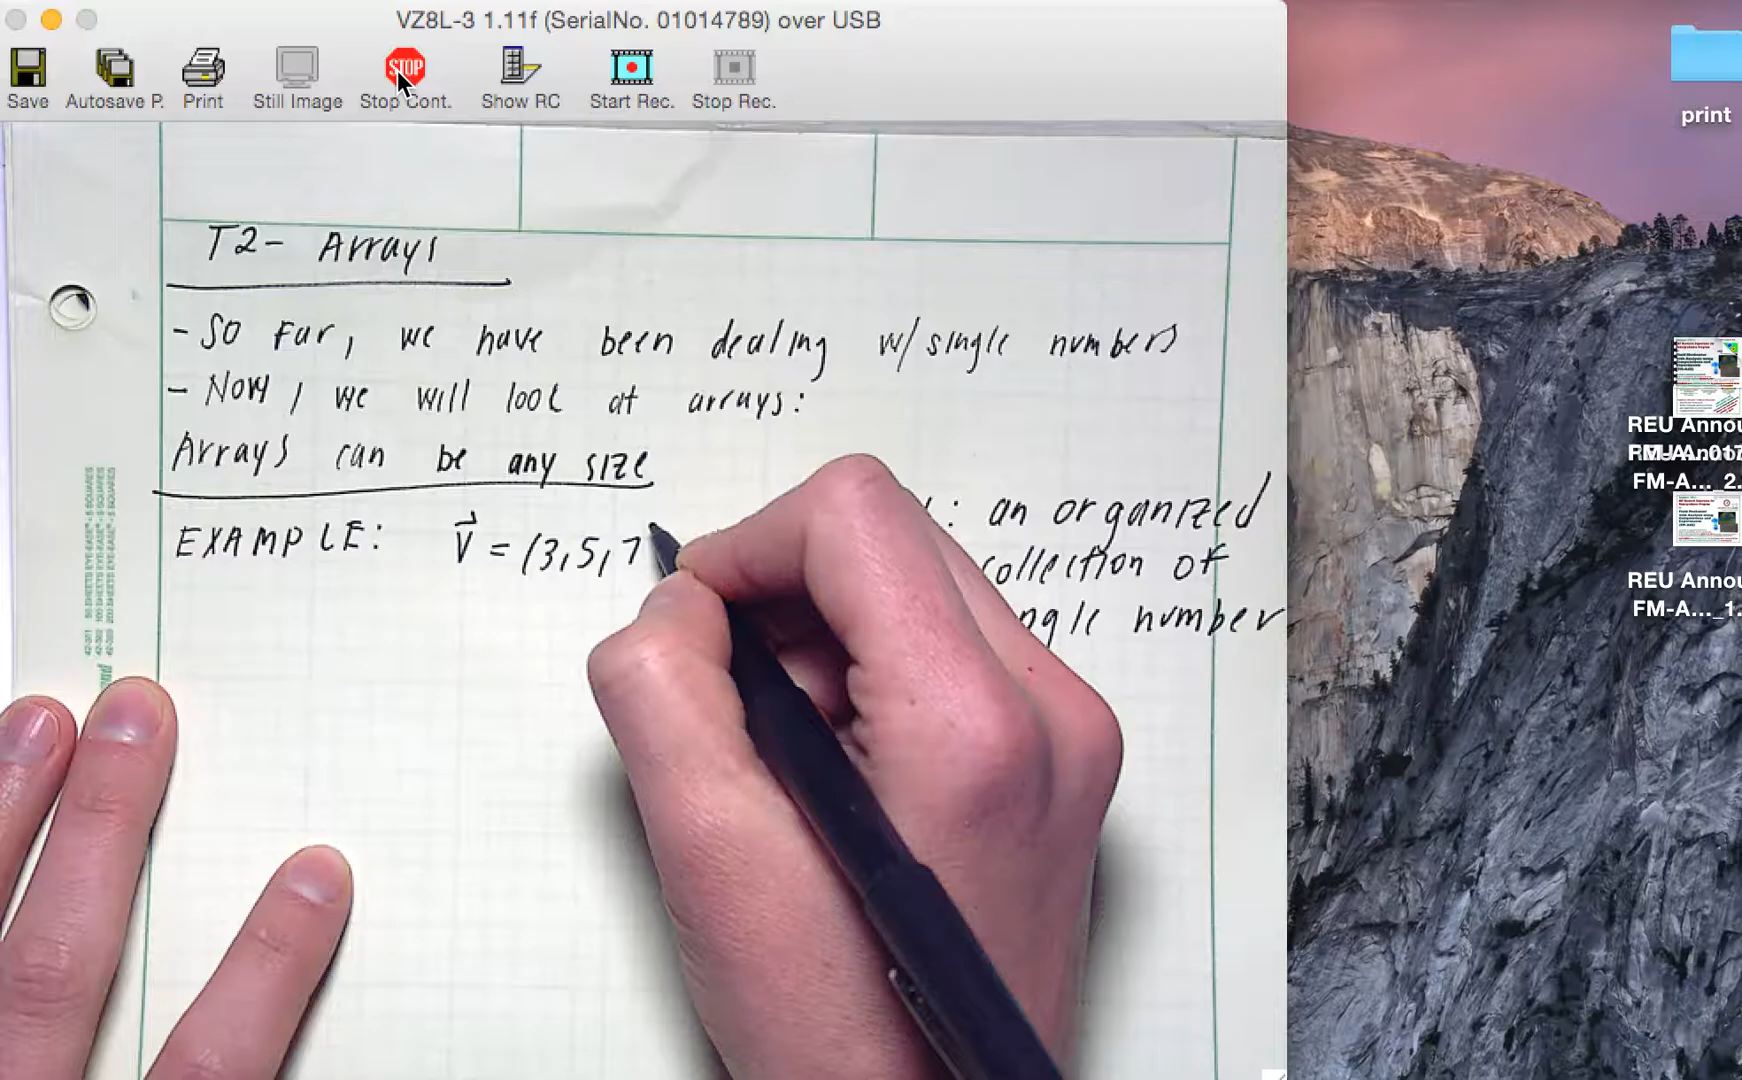 VZ8L-3 1.11f (SerialNo. 01014789) over USB
Save Autosave P. Print Still Image Stop Cont. Show RC Start Rec. Stop Rec.
print
T2- Arrays
- So far, we have been dealing w/ single numbers
- Now, we will look at arrays:
Arrays can be any size
: an organized
collection of
number
EXAMPLE: V = (3,5,7
REU Annou
FM-A... _2.
REU Annou
FM-A..._1.